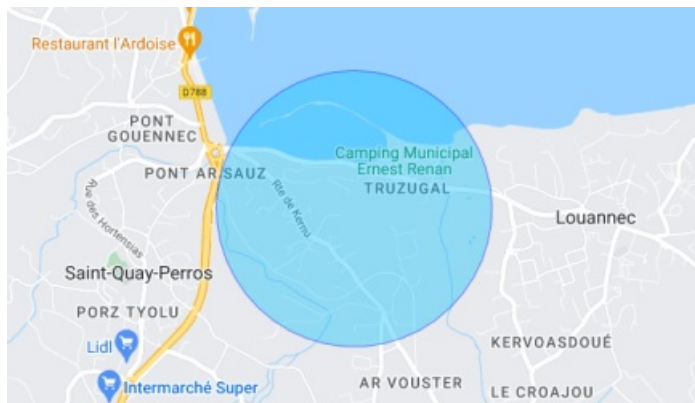 Restaurant l'Ardoise
D788
PONT
GOUENNEC
PONT AR SAUZ
Camping Municipal
Ernest Renan
TRUZUGAL
Rue des Hortensias
Rte de Kernu
Louannec
Saint-Quay-Perros
PORZ TYOLU
Lidl
KERVOASDOUÉ
Intermarché Super
AR VOUSTER
LE CROAJOU